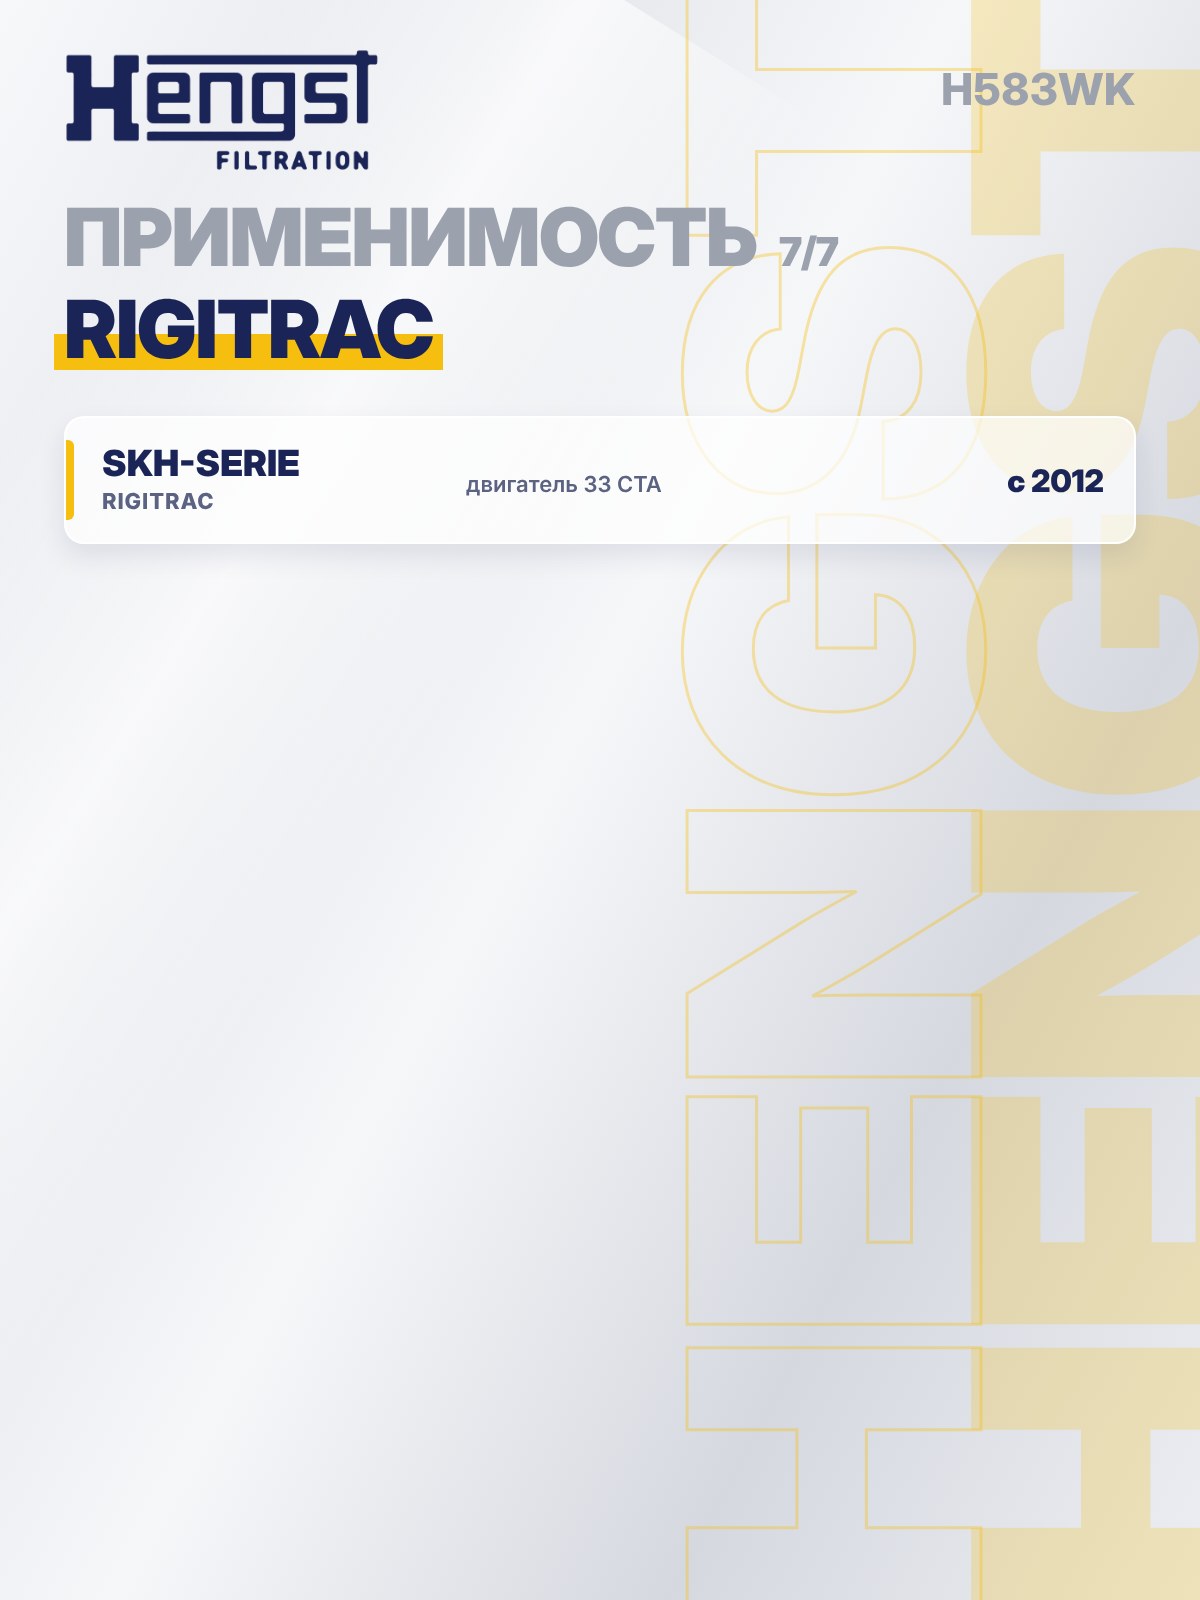 Hengst
FILTRATION
H583WK
ПРИМЕНИМОСТЬ 7/7
RIGITRAC
SKH-SERIE
RIGITRAC
двигатель 33 CTA
с 2012
HENGST
HENGST